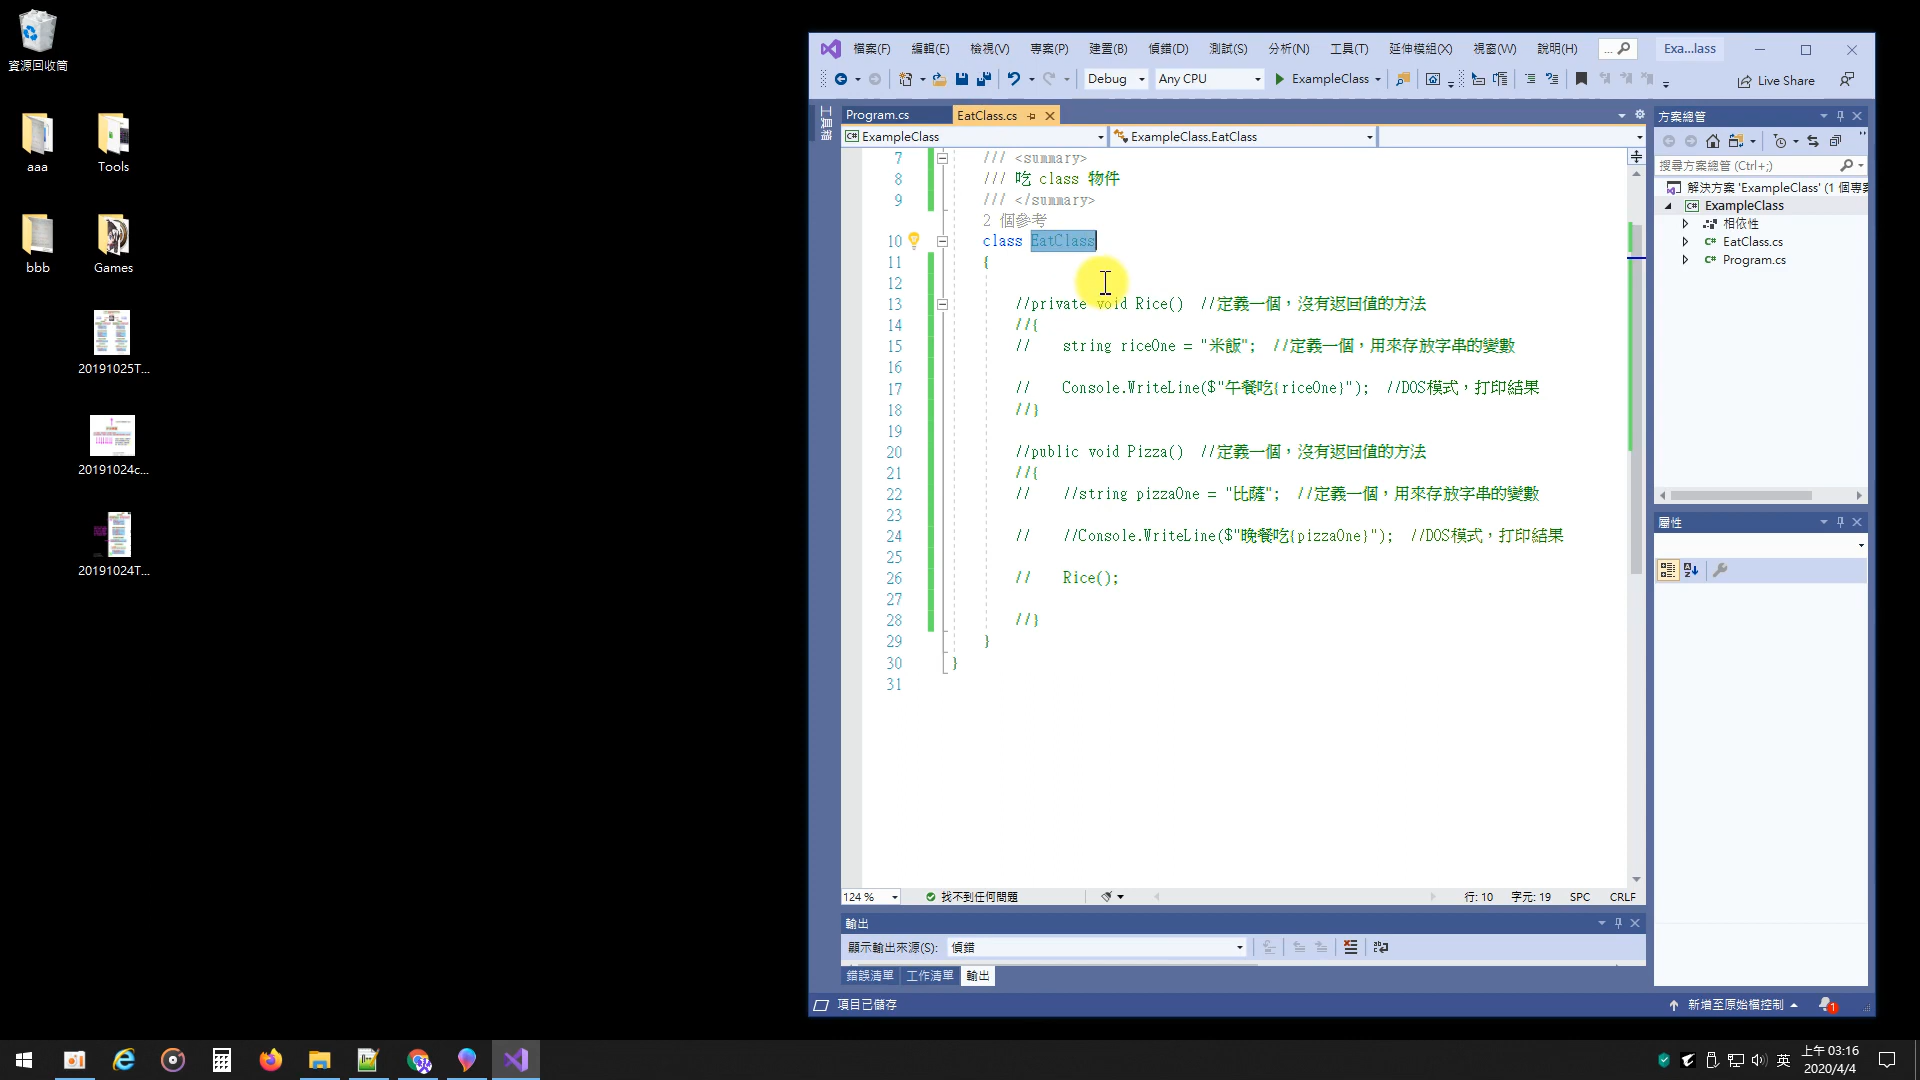 資源回收筒
aaa
Tools
bbb
Games
20191025T...
20191024c...
20191024T...
檔案(F) 編輯(E) 檢視(V) 專案(P) 建置(B) 偵錯(D) 測試(S) 分析(N) 工具(T) 延伸模組(X) 視窗(W) 說明(H) ... Exa...lass
Debug Any CPU ExampleClass Live Share
工具箱
Program.cs EatClass.cs
ExampleClass ExampleClass.EatClass
7 /// <summary>
8 /// 吃 class 物件
9 /// </summary>
2 個參考
10 class EatClass
11 {
12
13 //private void Rice() //定義一個，沒有返回值的方法
14 //{
15 // string riceOne = "米飯"; //定義一個，用來存放字串的變數
16
17 // Console.WriteLine($"午餐吃{riceOne}"); //DOS模式，打印結果
18 //}
19
20 //public void Pizza() //定義一個，沒有返回值的方法
21 //{
22 // //string pizzaOne = "比薩"; //定義一個，用來存放字串的變數
23
24 // //Console.WriteLine($"晚餐吃{pizzaOne}"); //DOS模式，打印結果
25
26 // Rice();
27
28 //}
29 }
30 }
31
124 % 找不到任何問題 行: 10 字元: 19 SPC CRLF
輸出
顯示輸出來源(S): 偵錯
錯誤清單 工作清單 輸出
項目已儲存 新增至原始檔控制 1
方案總管
搜尋方案總管 (Ctrl+;)
解決方案 'ExampleClass' (1 個專案
ExampleClass
相依性
EatClass.cs
Program.cs
屬性
英
上午 03:16
2020/4/4